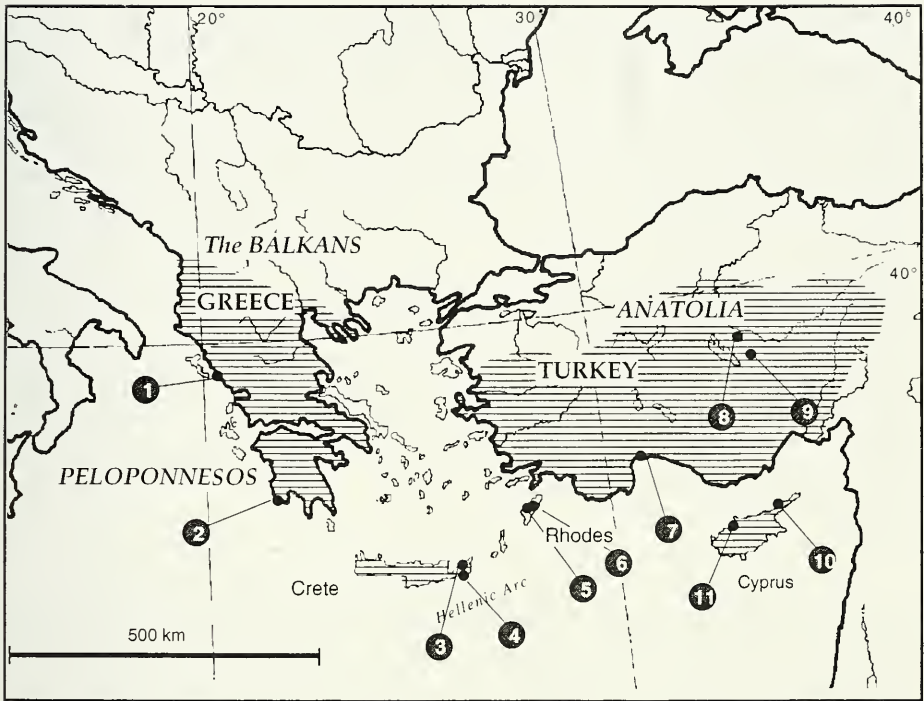 20°
30°
40°
The BALKANS
GREECE
ANATOLIA
40°
TURKEY
1
8
9
PELOPONNESOS
2
7
Rhodes
6
10
Crete
5
Cyprus
11
Hellenic Arc
500 km
3
4